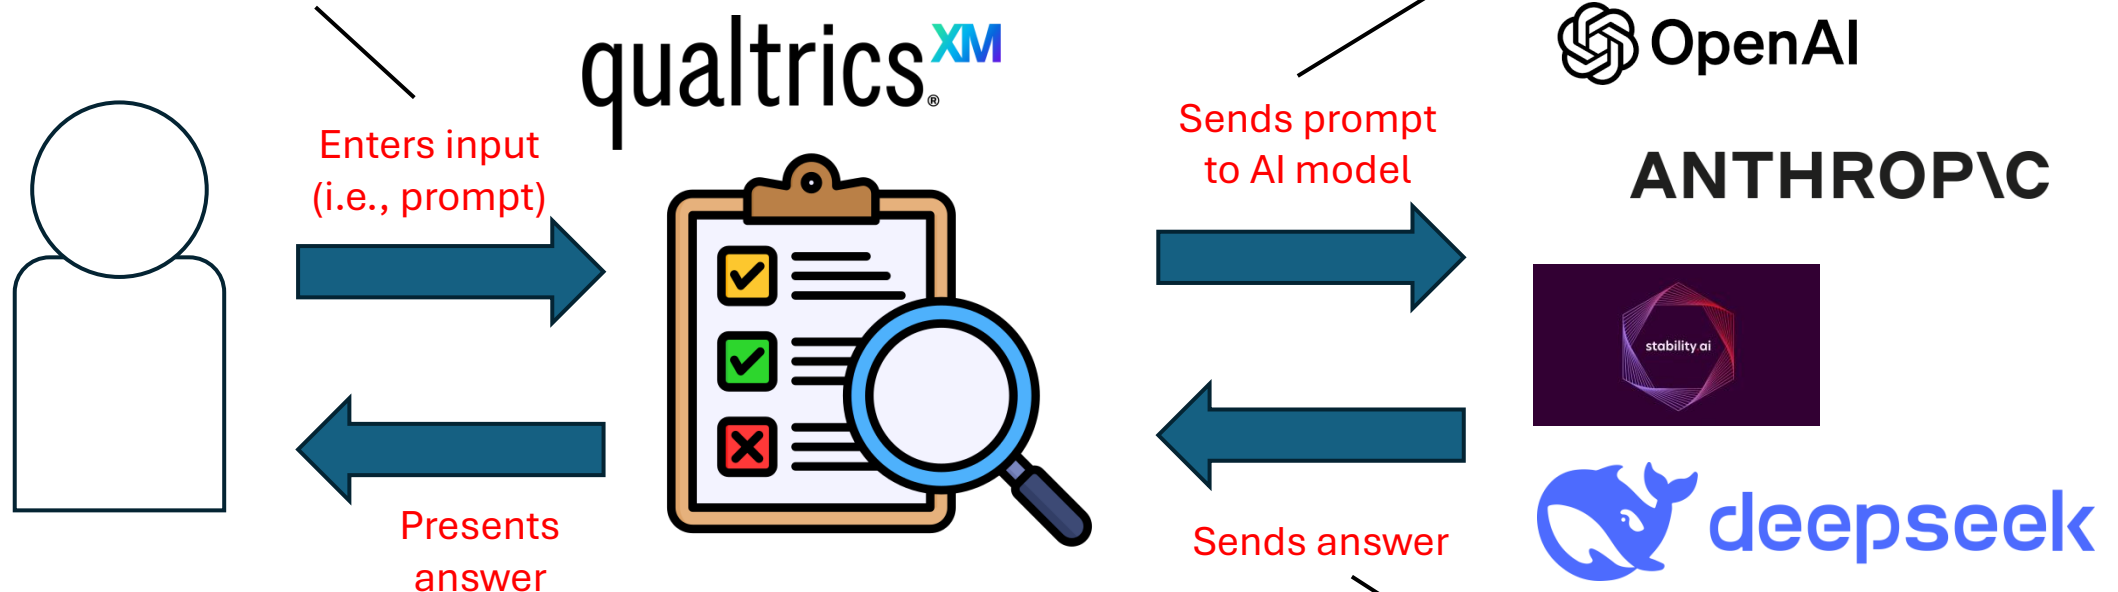 qualtrics XM ®
Enters input
(i.e., prompt)
Presents
answer
Sends prompt
to AI model
Sends answer
OpenAI
ANTHROP\C
stability ai
deepseek